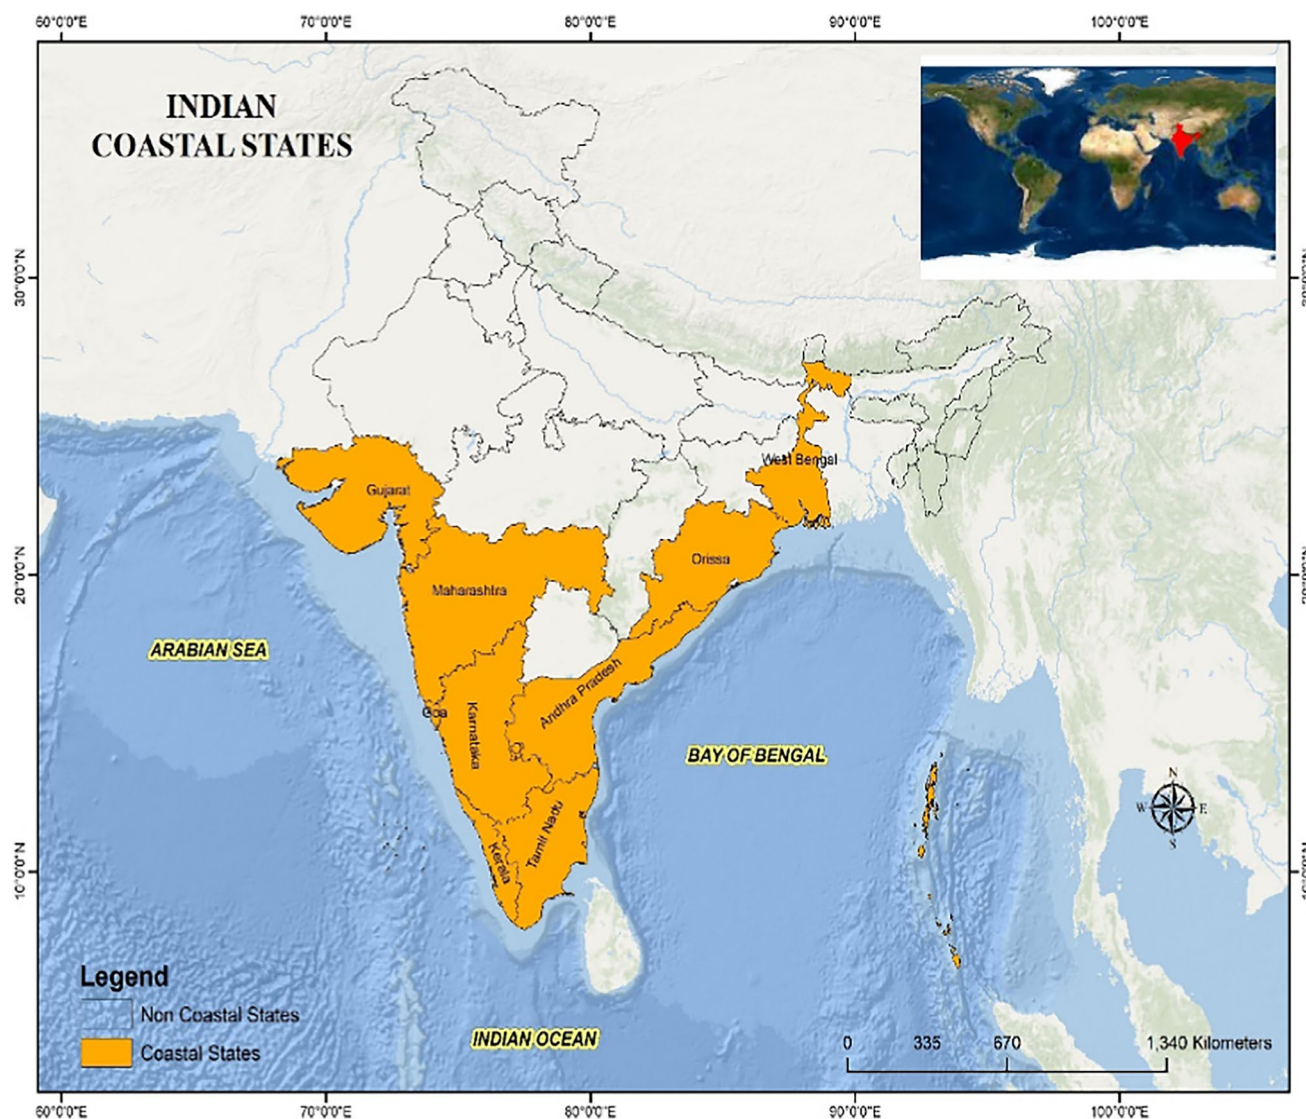 60°0'0"E 70°0'0"E 80°0'0"E 90°0'0"E 100°0'0"E
INDIAN
COASTAL STATES
30°0'0"N
West Bengal
Gujarat
Orissa
20°0'0"N
20°0'0"N
Maharashtra
ARABIAN SEA
Andhra Pradesh
Goa
Karnataka
BAY OF BENGAL
N
W E
S
Tamil Nadu
Kerala
10°0'0"N
Legend
Non Coastal States
Coastal States
INDIAN OCEAN
0 335 670 1,340 Kilometers
60°0'0"E 70°0'0"E 80°0'0"E 90°0'0"E 100°0'0"E